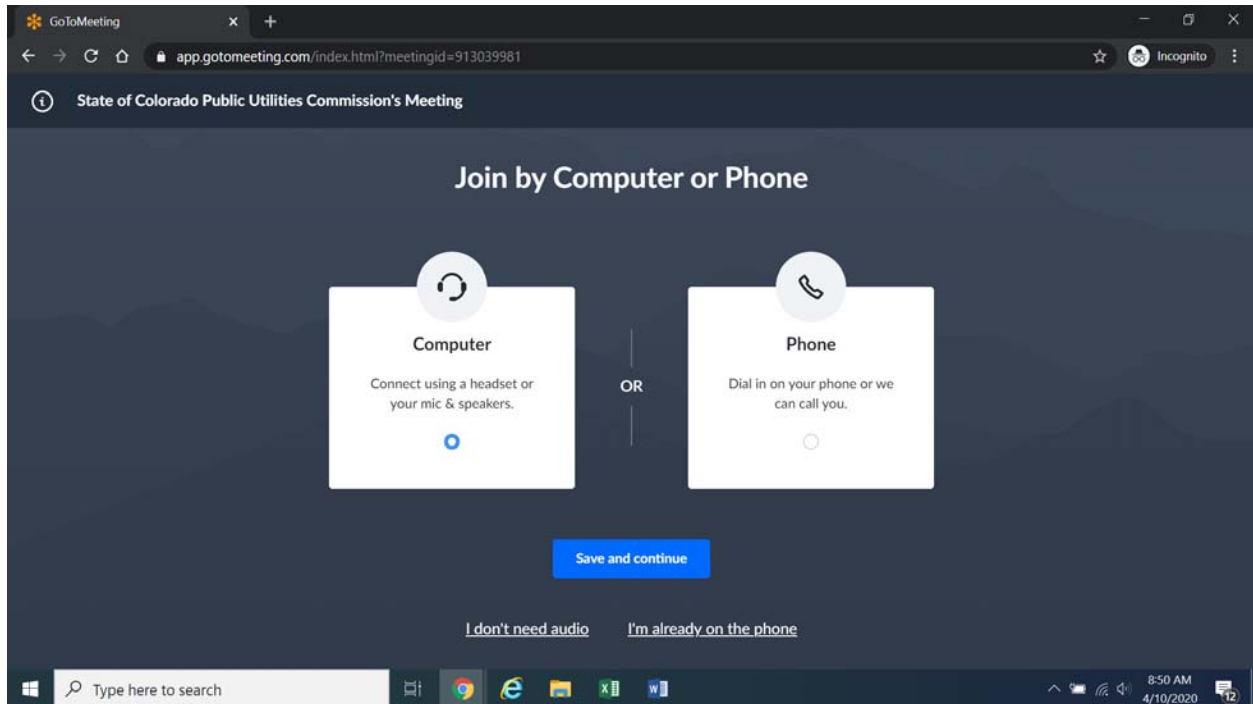 GoToMeeting
app.gotomeeting.com/index.html?meetingid=913039981
Incognito
State of Colorado Public Utilities Commission's Meeting
Join by Computer or Phone
Computer
Connect using a headset or
your mic & speakers.
OR
Phone
Dial in on your phone or we
can call you.
Save and continue
I don't need audio
I'm already on the phone
Type here to search
8:50 AM
4/10/2020
12